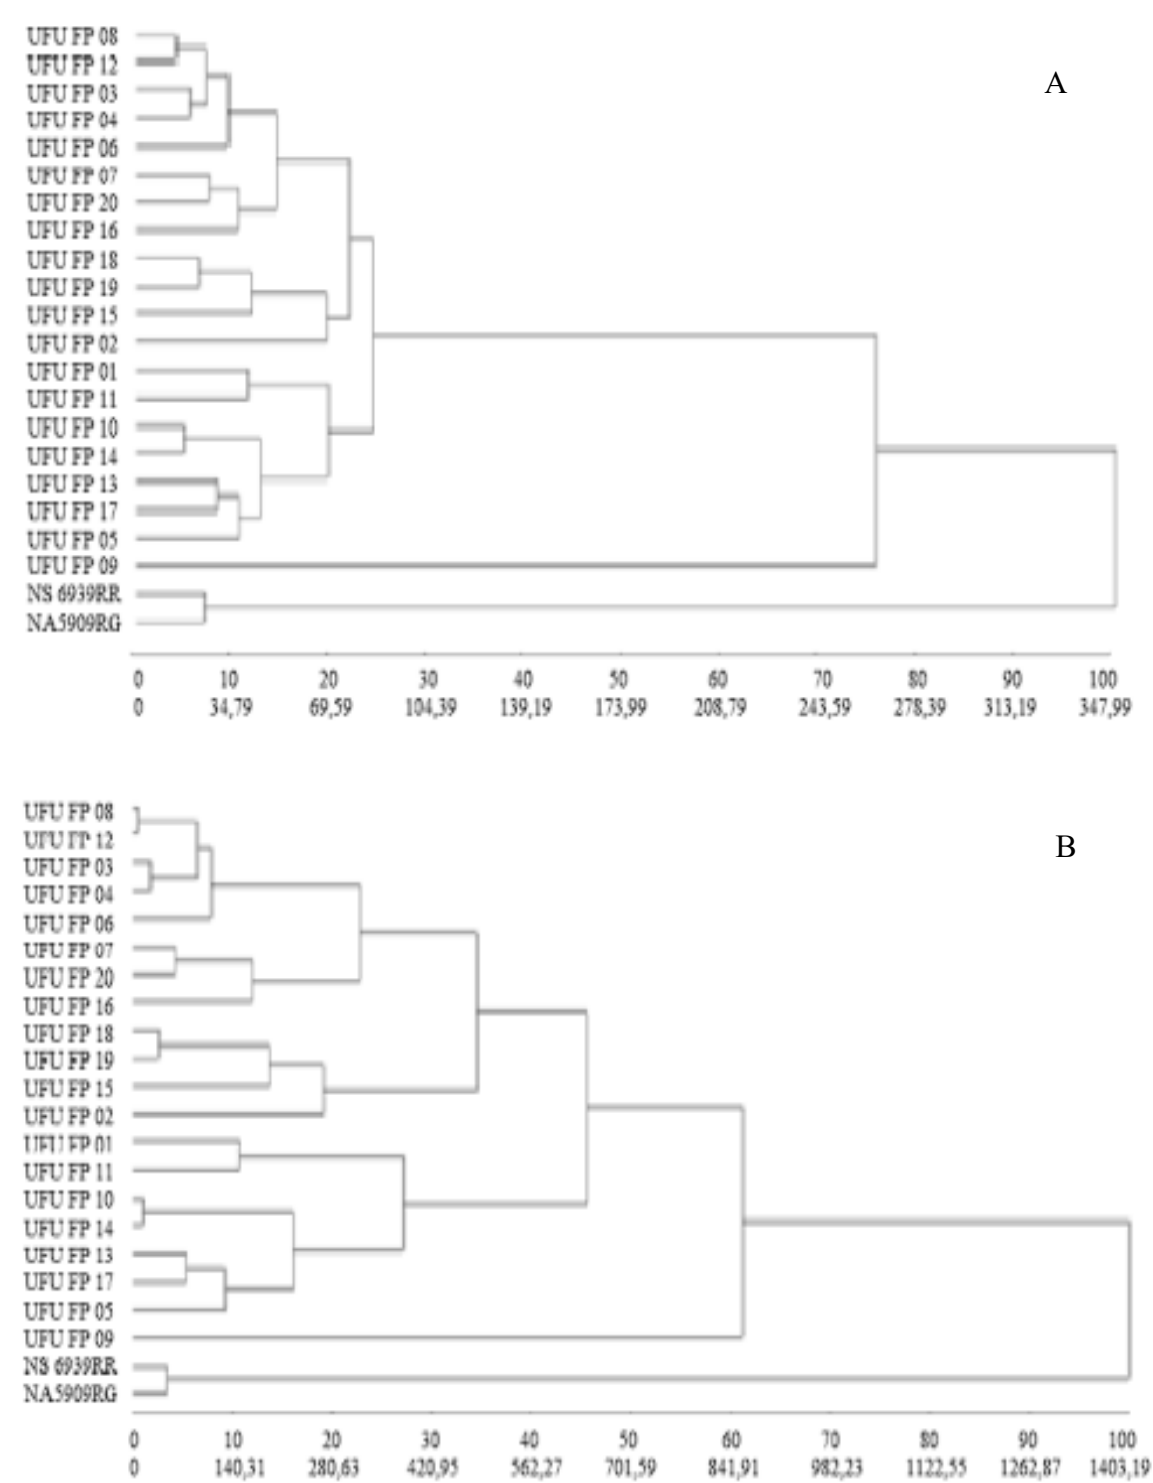 UFU FP 08
UFU FP 12
A
UFU FP 03
UFU FP 04
UFU FP 06
UFU FP 07
UFU FP 20
UFU FP 16
UFU FP 18
UFU FP 19
UFU FP 15
UFU FP 02
UFU FP 01
UFU FP 11
UFU FP 10
UFU FP 14
UFU FP 13
UFU FP 17
UFU FP 05
UFU FP 09
NS 6939RR
NA5909RG
0 10 20 30 40 50 60 70 80 90 100
0 34,79 69,59 104,39 139,19 173,99 208,79 243,59 278,39 313,19 347,99
UFU FP 08
UFU FP 12
B
UFU FP 03
UFU FP 04
UFU FP 06
UFU FP 07
UFU FP 20
UFU FP 16
UFU FP 18
UFU FP 19
UFU FP 15
UFU FP 02
UFU FP 01
UFU FP 11
UFU FP 10
UFU FP 14
UFU FP 13
UFU FP 17
UFU FP 05
UFU FP 09
NS 6939RR
NA5909RG
0 10 20 30 40 50 60 70 80 90 100
0 140,31 280,63 420,95 562,27 701,59 841,91 982,23 1122,55 1262,87 1403,19